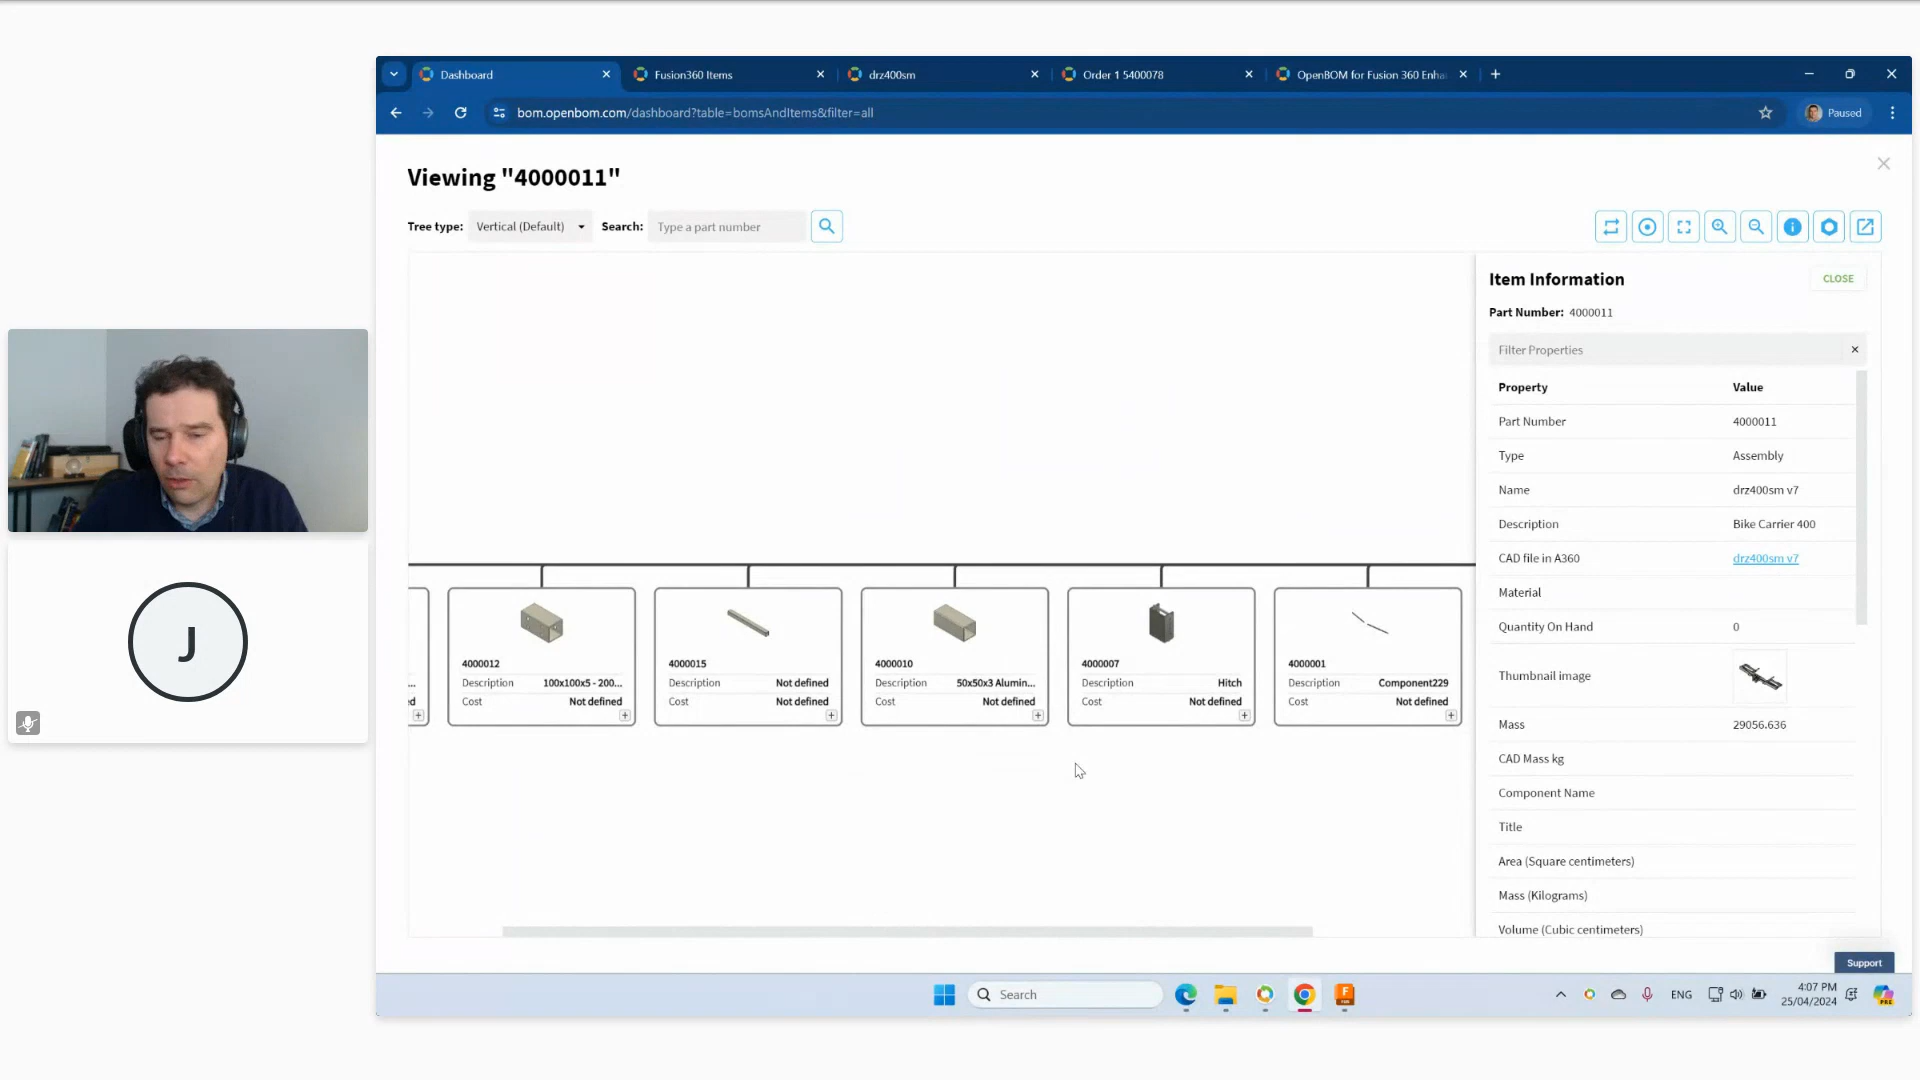 Dashboard
Fusion360 Items
drz400sm
Order 1 5400078
OpenBOM for Fusion 360 Enha
bom.openbom.com/dashboard?table=bomsAndItems&filter=all
Paused
Viewing "4000011"
Tree type: Vertical (Default)
Search: Type a part number
Item Information
CLOSE
Part Number: 4000011
Filter Properties
Property Value
Part Number 4000011
Type Assembly
Name drz400sm v7
Description Bike Carrier 400
CAD file in A360 drz400sm v7
Material
Quantity On Hand 0
Thumbnail image
Mass 29056.636
CAD Mass kg
Component Name
Title
Area (Square centimeters)
Mass (Kilograms)
Volume (Cubic centimeters)
...
ed
4000012
Description 100x100x5 - 200...
Cost Not defined
4000015
Description Not defined
Cost Not defined
4000010
Description 50x50x3 Alumin...
Cost Not defined
4000007
Description Hitch
Cost Not defined
4000001
Description Component229
Cost Not defined
J
Support
Search
ENG
4:07 PM
25/04/2024
PRE